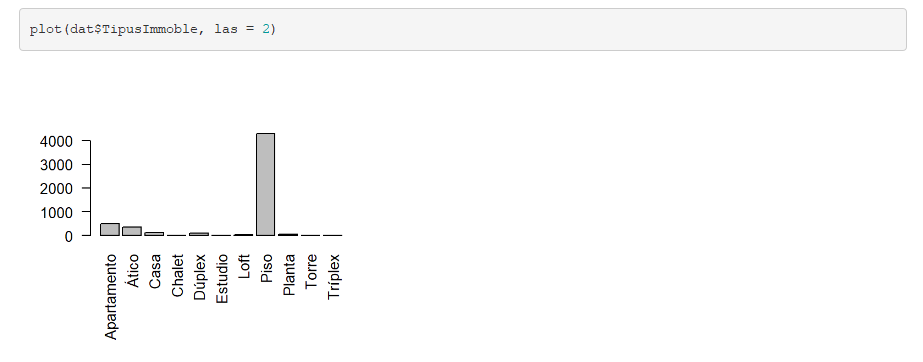 plot(dat$TipusImmoble, las = 2)
4000
3000
2000
1000
0
Apartamento
Ático
Casa
Chalet
Dúplex
Estudio
Loft
Piso
Planta
Torre
Tríplex